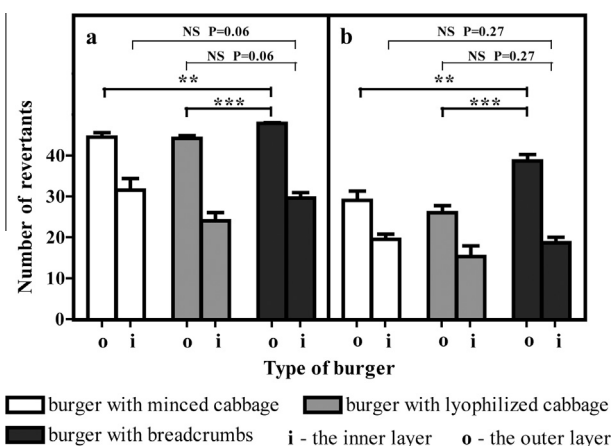 a
NS P=0.06
NS P=0.06
**
***
b
NS P=0.27
NS P=0.27
**
***
Number of revertants
40
30
20
10
0
o i o i o i o i o i o i
Type of burger
burger with minced cabbage
burger with lyophilized cabbage
burger with breadcrumbs
i - the inner layer
o - the outer layer